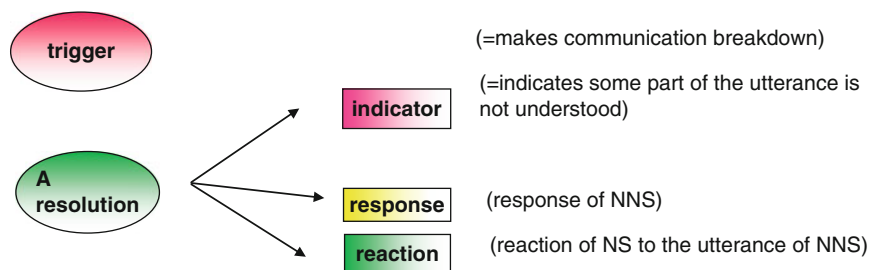 trigger
(=makes communication breakdown)
(=indicates some part of the utterance is
not understood)
indicator
A
resolution
response
(response of NNS)
reaction
(reaction of NS to the utterance of NNS)